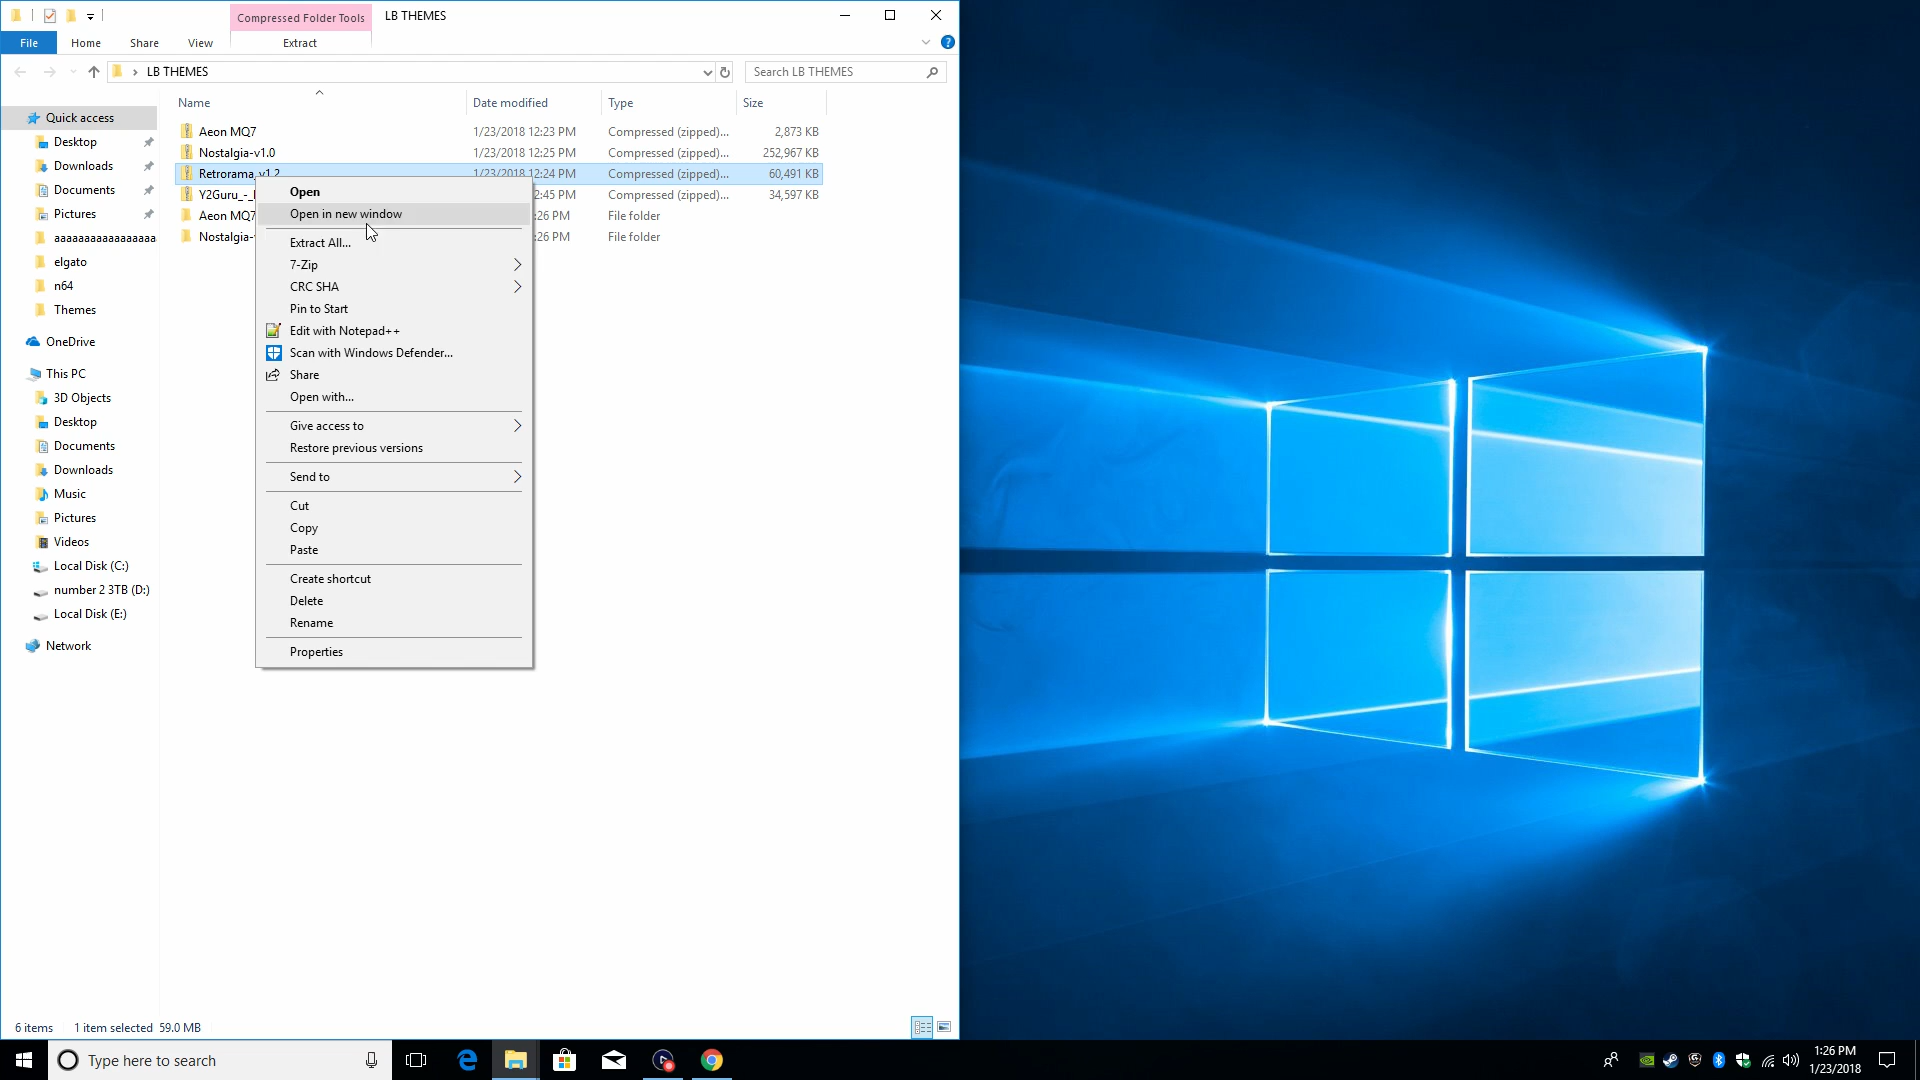 Compressed Folder Tools LB THEMES
File Home Share View Extract
LB THEMES Search LB THEMES
Name Date modified Type Size
Quick access
Desktop
Downloads
Documents
Pictures
aaaaaaaaaaaaaaaaa
elgato
n64
Themes
OneDrive
This PC
3D Objects
Desktop
Documents
Downloads
Music
Pictures
Videos
Local Disk (C:)
number 2 3TB (D:)
Local Disk (E:)
Network
Aeon MQ7 1/23/2018 12:23 PM Compressed (zipped)... 2,873 KB
Nostalgia-v1.0 1/23/2018 12:25 PM Compressed (zipped)... 252,967 KB
Retrorama_v1.2 1/23/2018 12:24 PM Compressed (zipped)... 60,491 KB
Y2Guru_-_ 2:45 PM Compressed (zipped)... 34,597 KB
Aeon MQ7 :26 PM File folder
Nostalgia- :26 PM File folder
Open
Open in new window
Extract All...
7-Zip
CRC SHA
Pin to Start
Edit with Notepad++
Scan with Windows Defender...
Share
Open with...
Give access to
Restore previous versions
Send to
Cut
Copy
Paste
Create shortcut
Delete
Rename
Properties
6 items 1 item selected 59.0 MB
Type here to search
1:26 PM
1/23/2018